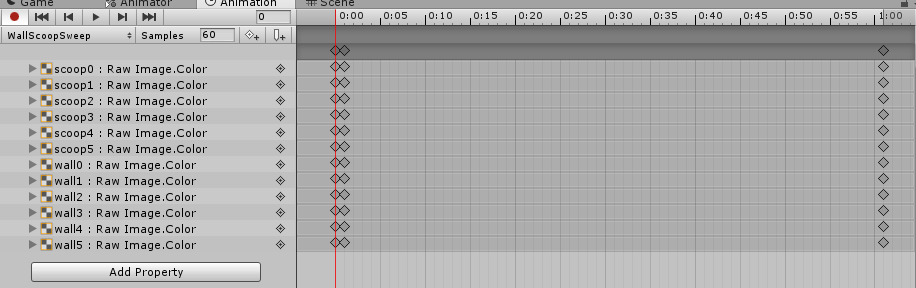 Game Animator Animation Scene
0 0:00 0:05 0:10 0:15 0:20 0:25 0:30 0:35 0:40 0:45 0:50 0:55 1:00
WallScoopSweep Samples 60
scoop0 : Raw Image.Color
scoop1 : Raw Image.Color
scoop2 : Raw Image.Color
scoop3 : Raw Image.Color
scoop4 : Raw Image.Color
scoop5 : Raw Image.Color
wall0 : Raw Image.Color
wall1 : Raw Image.Color
wall2 : Raw Image.Color
wall3 : Raw Image.Color
wall4 : Raw Image.Color
wall5 : Raw Image.Color
Add Property